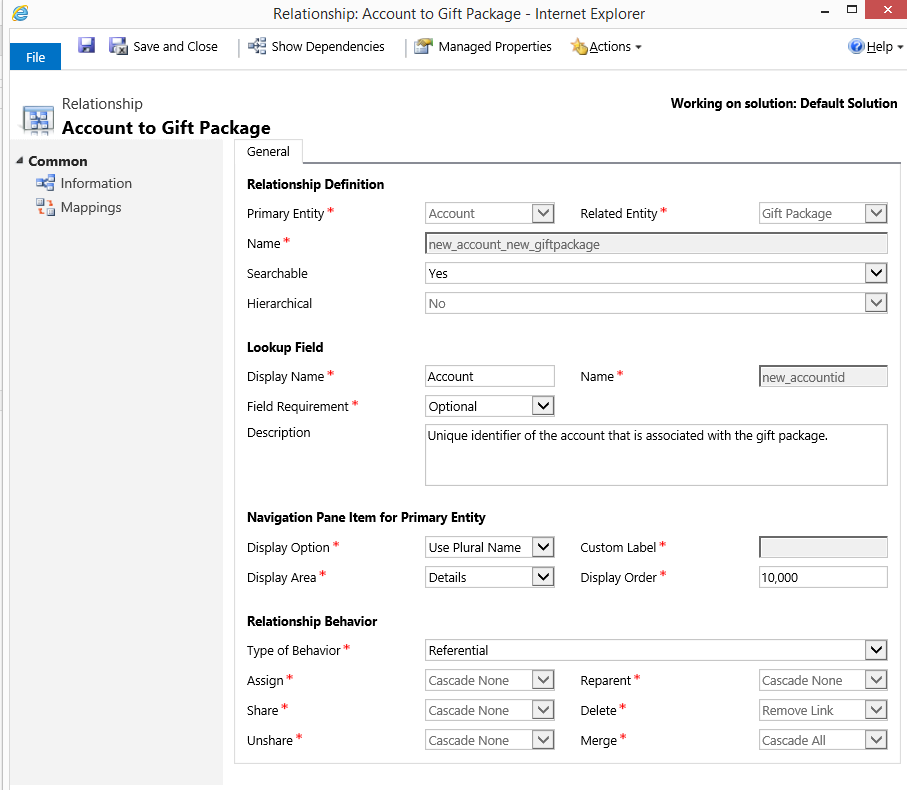 Relationship: Account to Gift Package - Internet Explorer
File Save and Close Show Dependencies Managed Properties Actions Help
Relationship Working on solution: Default Solution
Account to Gift Package
Common
Information
Mappings
General
Relationship Definition
Primary Entity * Account Related Entity * Gift Package
Name * new_account_new_giftpackage
Searchable Yes
Hierarchical No
Lookup Field
Display Name * Account Name * new_accountid
Field Requirement * Optional
Description Unique identifier of the account that is associated with the gift package.
Navigation Pane Item for Primary Entity
Display Option * Use Plural Name Custom Label *
Display Area * Details Display Order * 10,000
Relationship Behavior
Type of Behavior * Referential
Assign * Cascade None Reparent * Cascade None
Share * Cascade None Delete * Remove Link
Unshare * Cascade None Merge * Cascade All